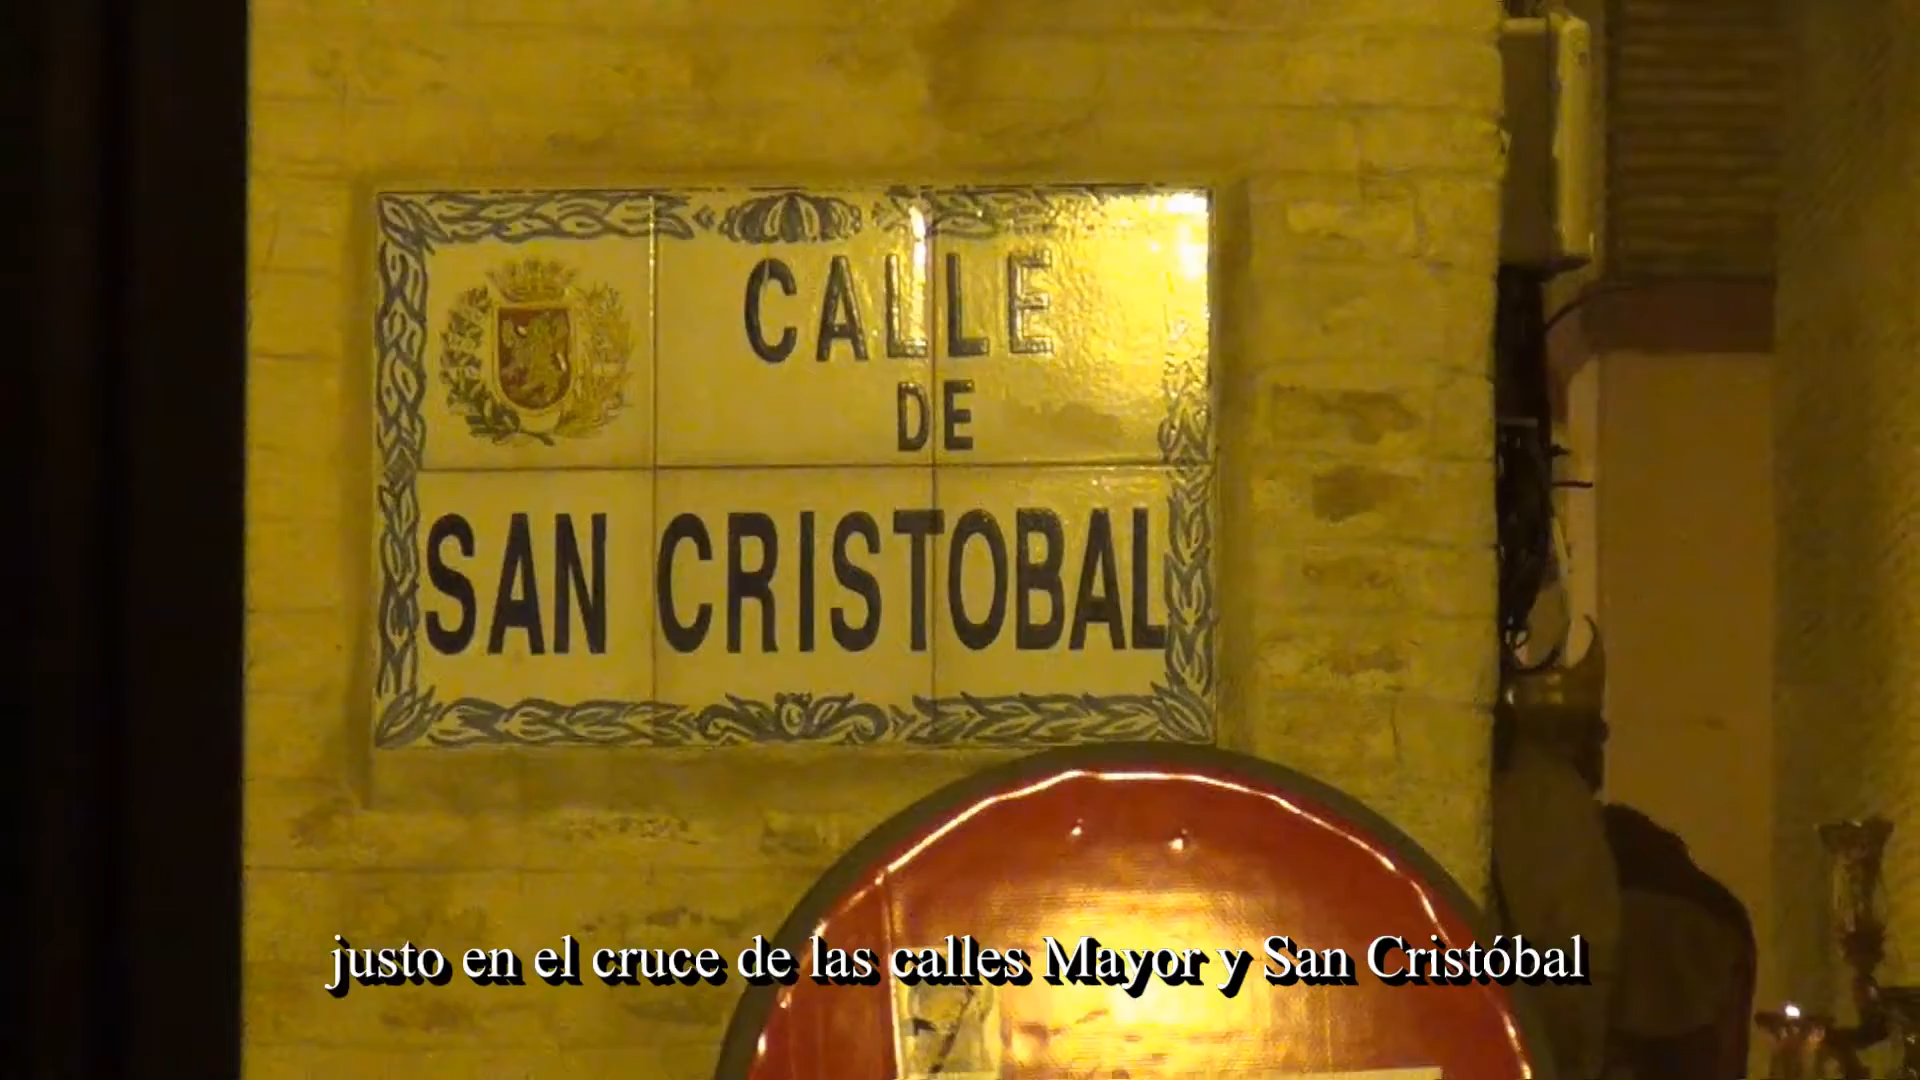 CALLE
DE
SAN CRISTOBAL
justo en el cruce de las calles Mayor y San Cristóbal